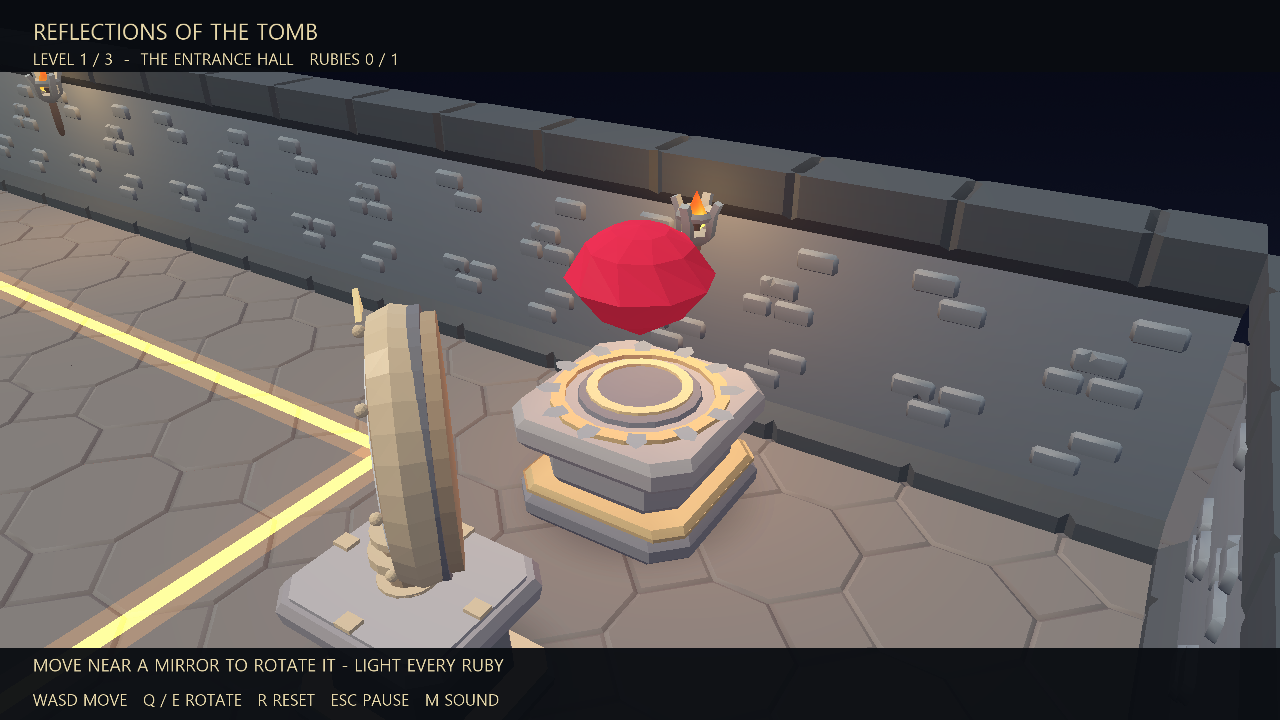 REFLECTIONS OF THE TOMB
LEVEL 1 / 3 - THE ENTRANCE HALL RUBIES 0 / 1
MOVE NEAR A MIRROR TO ROTATE IT - LIGHT EVERY RUBY
WASD MOVE Q / E ROTATE R RESET ESC PAUSE M SOUND